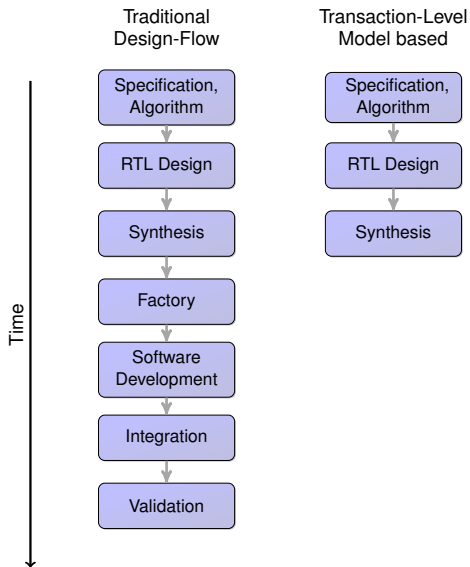 Traditional
Design-Flow
Transaction-Level
Model based
Time
Specification,
Algorithm
RTL Design
Synthesis
Factory
Software
Development
Integration
Validation
Specification,
Algorithm
RTL Design
Synthesis